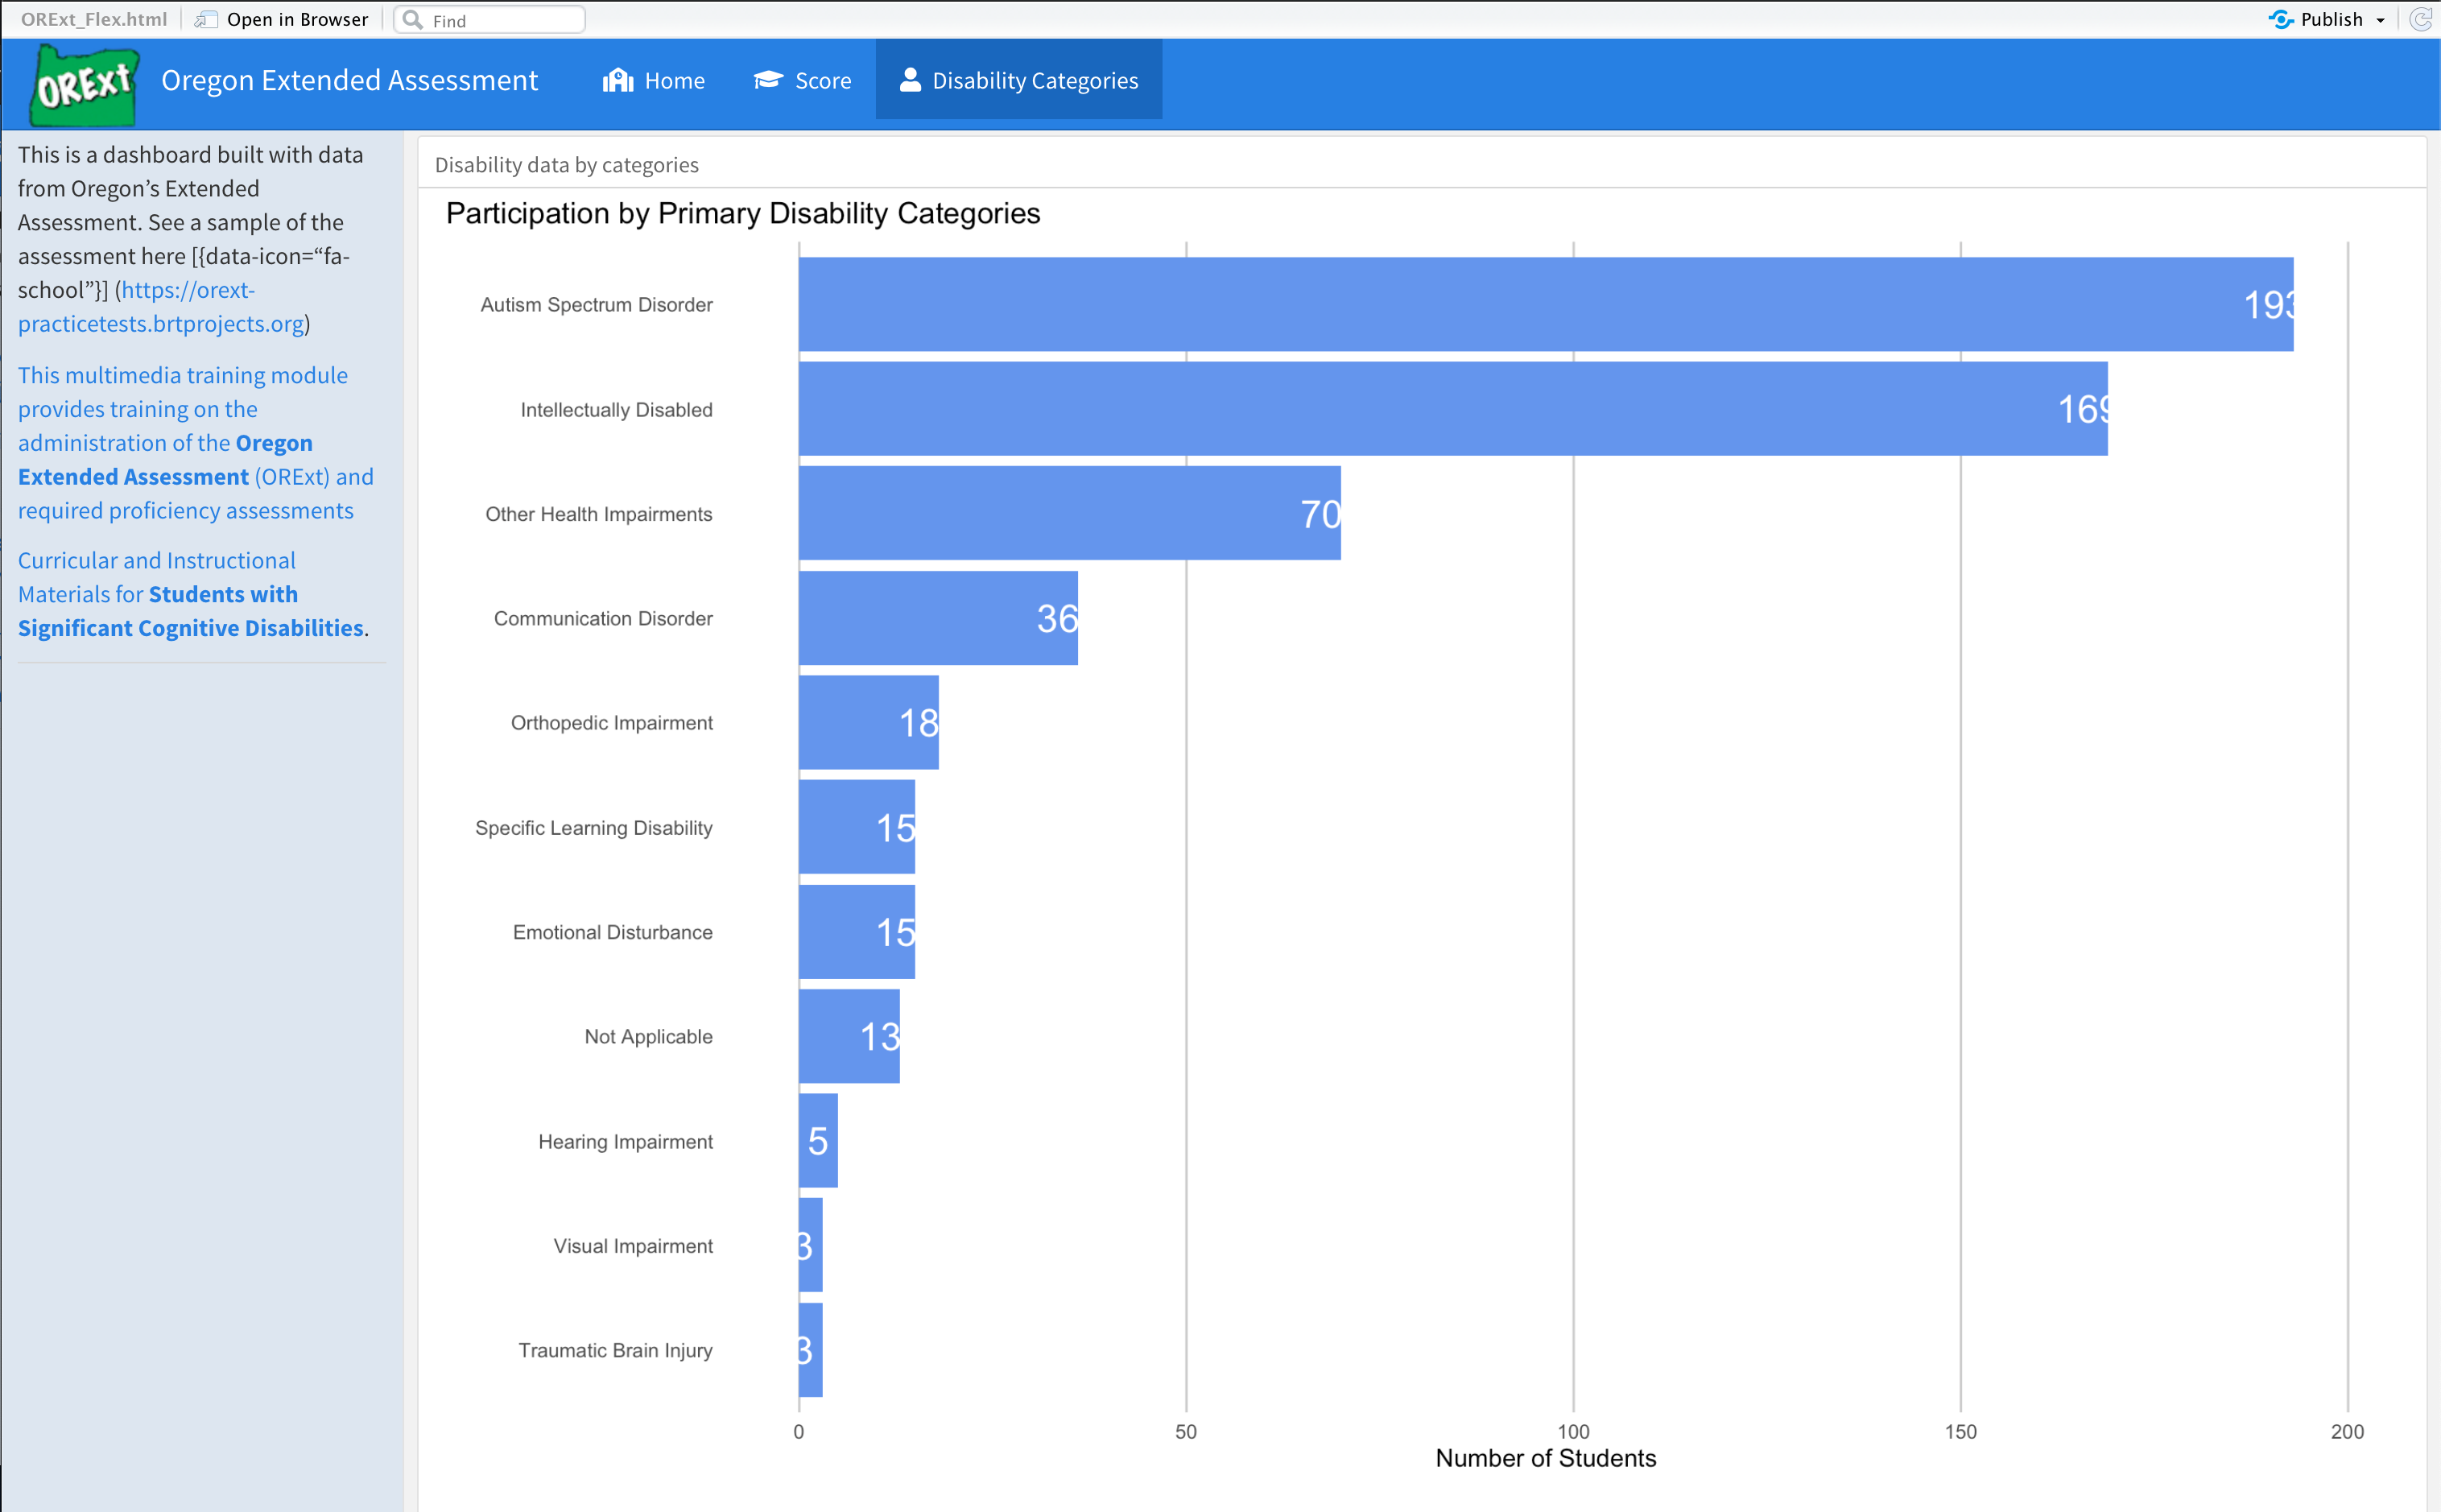 ORExt_Flex.html
Open in Browser
Find
Publish
ORExt
Oregon Extended Assessment
Home
Score
Disability Categories
This is a dashboard built with data
from Oregon’s Extended
Assessment. See a sample of the
assessment here [{data-icon=“fa-
school”}] (https://orext-
practicetests.brtprojects.org)
This multimedia training module
provides training on the
administration of the Oregon
Extended Assessment (ORExt) and
required proficiency assessments
Curricular and Instructional
Materials for Students with
Significant Cognitive Disabilities.
Disability data by categories
Participation by Primary Disability Categories
Autism Spectrum Disorder
193
Intellectually Disabled
169
Other Health Impairments
70
Communication Disorder
36
Orthopedic Impairment
18
Specific Learning Disability
15
Emotional Disturbance
15
Not Applicable
13
Hearing Impairment
5
Visual Impairment
3
Traumatic Brain Injury
3
0
50
100
150
200
Number of Students